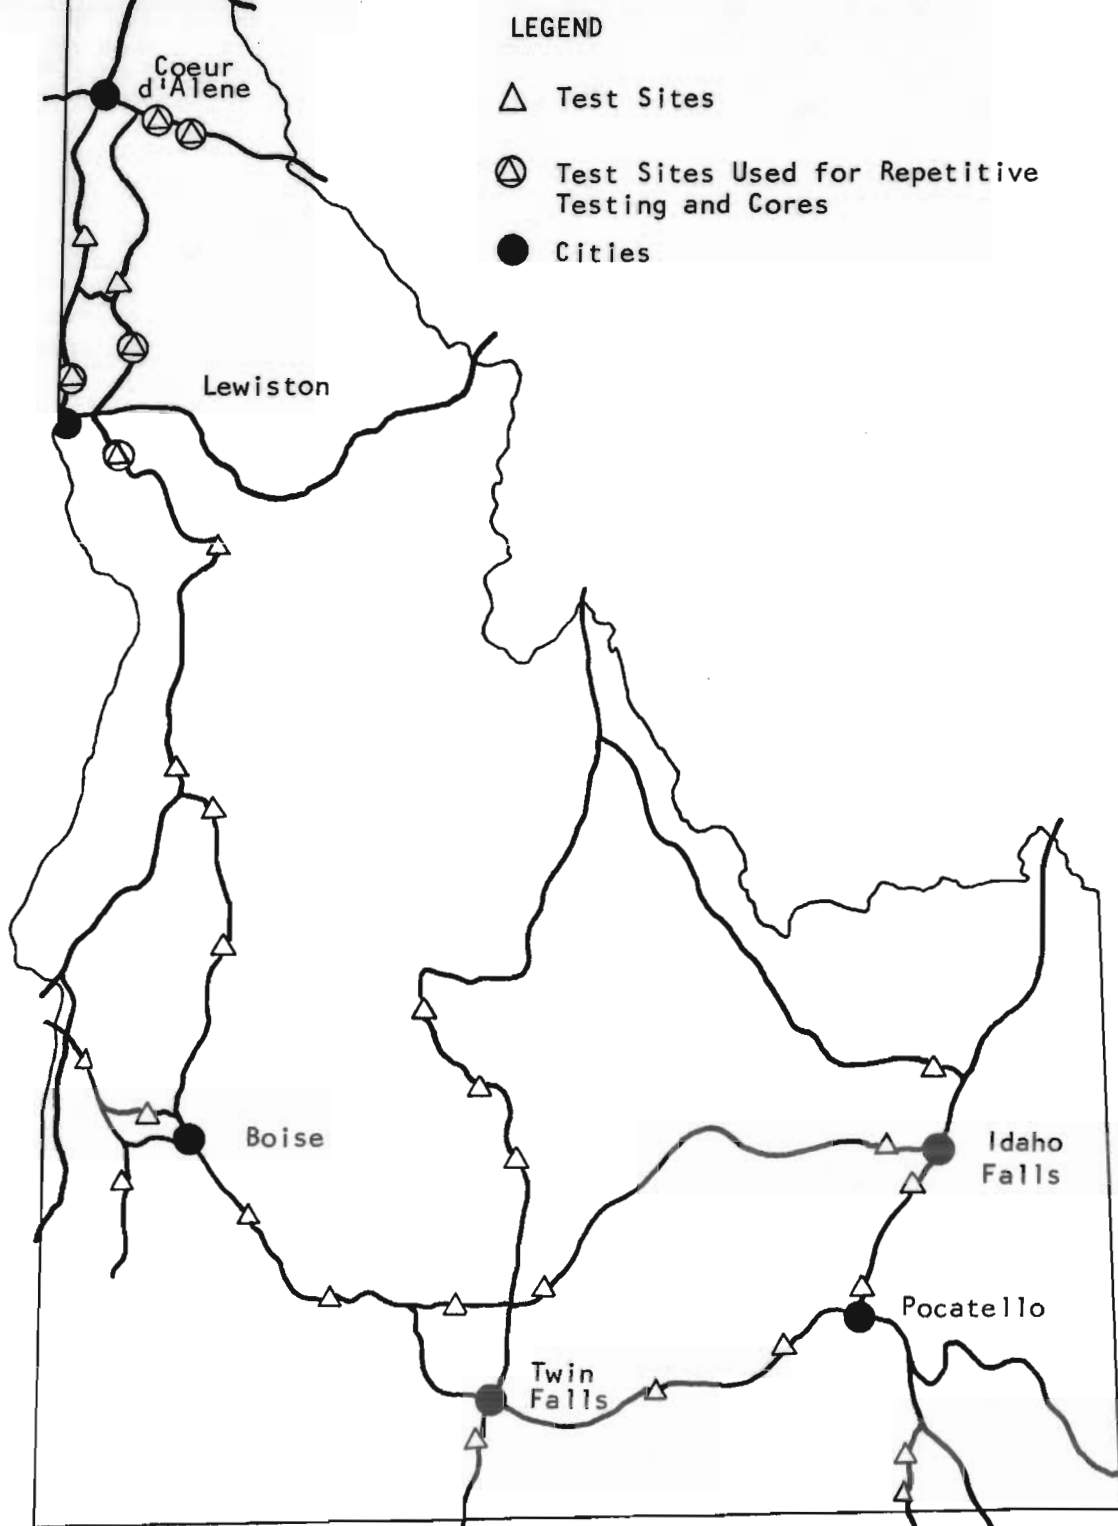 LEGEND
Coeur
d'Alene
Test Sites
Test Sites Used for Repetitive
Testing and Cores
Cities
Lewiston
Boise
Idaho
Falls
Pocatello
Twin
Falls